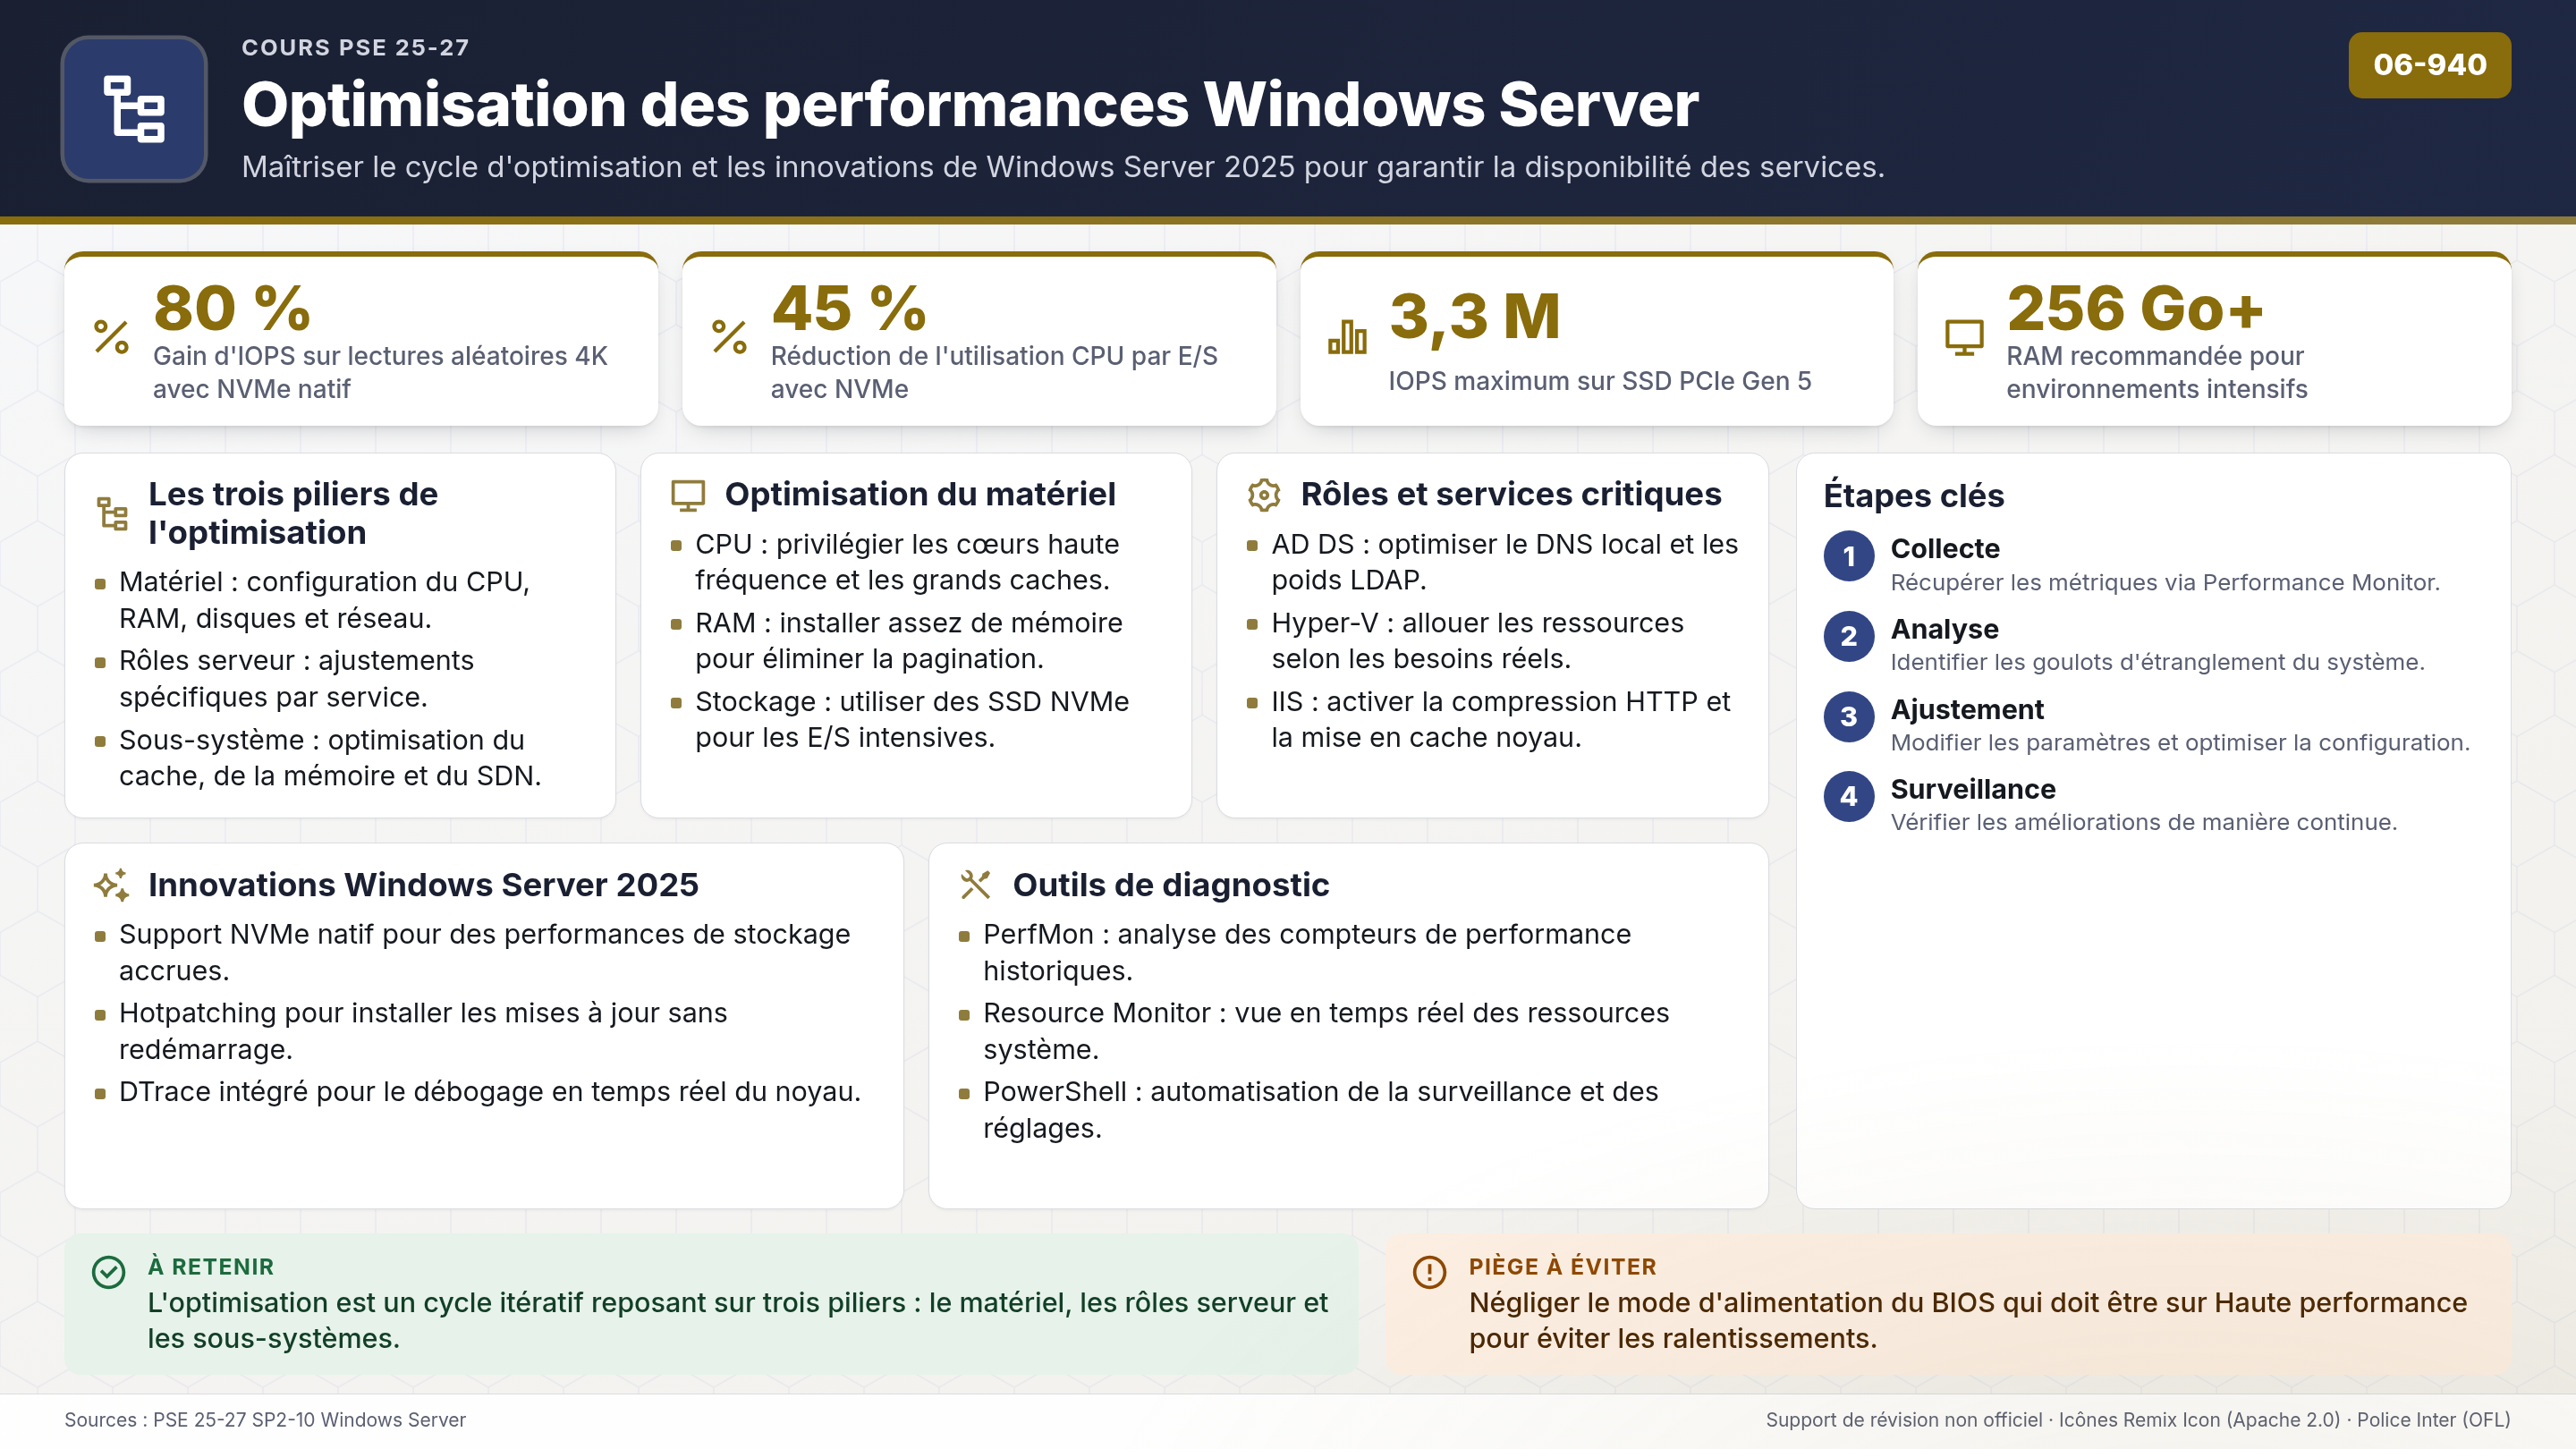 COURS PSE 25-27
Optimisation des performances Windows Server
Maîtriser le cycle d'optimisation et les innovations de Windows Server 2025 pour garantir la disponibilité des services.
06-940
80 %
Gain d'IOPS sur lectures aléatoires 4K
avec NVMe natif
45 %
Réduction de l'utilisation CPU par E/S
avec NVMe
3,3 M
IOPS maximum sur SSD PCIe Gen 5
256 Go+
RAM recommandée pour
environnements intensifs
Les trois piliers de
l'optimisation
Matériel : configuration du CPU,
RAM, disques et réseau.
Rôles serveur : ajustements
spécifiques par service.
Sous-système : optimisation du
cache, de la mémoire et du SDN.
Optimisation du matériel
CPU : privilégier les cœurs haute
fréquence et les grands caches.
RAM : installer assez de mémoire
pour éliminer la pagination.
Stockage : utiliser des SSD NVMe
pour les E/S intensives.
Rôles et services critiques
AD DS : optimiser le DNS local et les
poids LDAP.
Hyper-V : allouer les ressources
selon les besoins réels.
IIS : activer la compression HTTP et
la mise en cache noyau.
Étapes clés
1
Collecte
Récupérer les métriques via Performance Monitor.
2
Analyse
Identifier les goulots d'étranglement du système.
3
Ajustement
Modifier les paramètres et optimiser la configuration.
4
Surveillance
Vérifier les améliorations de manière continue.
Innovations Windows Server 2025
Support NVMe natif pour des performances de stockage
accrues.
Hotpatching pour installer les mises à jour sans
redémarrage.
DTrace intégré pour le débogage en temps réel du noyau.
Outils de diagnostic
PerfMon : analyse des compteurs de performance
historiques.
Resource Monitor : vue en temps réel des ressources
système.
PowerShell : automatisation de la surveillance et des
réglages.
À RETENIR
L'optimisation est un cycle itératif reposant sur trois piliers : le matériel, les rôles serveur et
les sous-systèmes.
PIÈGE À ÉVITER
Négliger le mode d'alimentation du BIOS qui doit être sur Haute performance
pour éviter les ralentissements.
Sources : PSE 25-27 SP2-10 Windows Server
Support de révision non officiel · Icônes Remix Icon (Apache 2.0) · Police Inter (OFL)